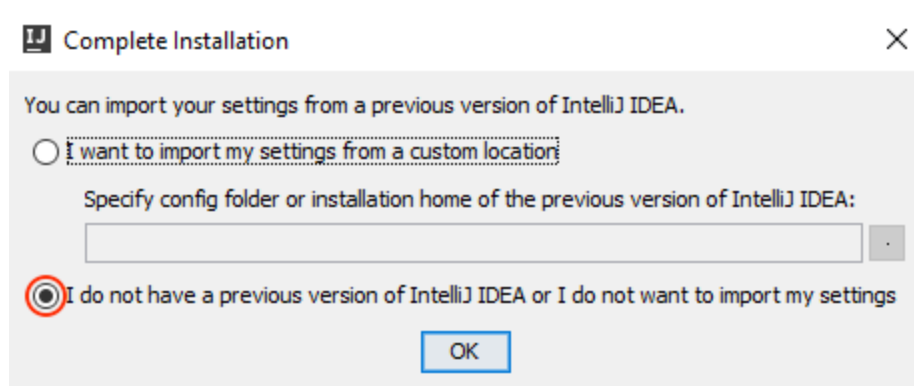 IJ Complete Installation
You can import your settings from a previous version of IntelliJ IDEA.
I want to import my settings from a custom location
Specify config folder or installation home of the previous version of IntelliJ IDEA:
.
I do not have a previous version of IntelliJ IDEA or I do not want to import my settings
OK